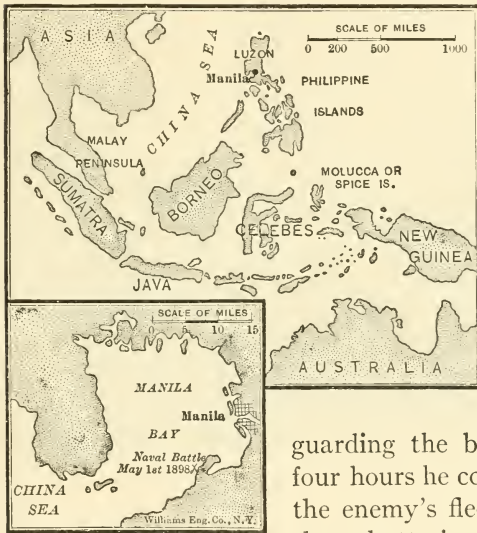 ASIA
CHINA SEA
LUZON
Manila
PHILIPPINE
ISLANDS
SCALE OF MILES
0 200 500 1000
MALAY
PENINSULA
SUMATRA
BORNEO
MOLUCCA OR
SPICE IS.
CELEBES
NEW
GUINEA
JAVA
AUSTRALIA
SCALE OF MILES
0 5 10 15
MANILA
BAY
Manila
Naval Battle
May 1st 1898 X
CHINA
SEA
Williams Eng. Co., N.Y.
guarding the b
four hours he co
the enemy's fle